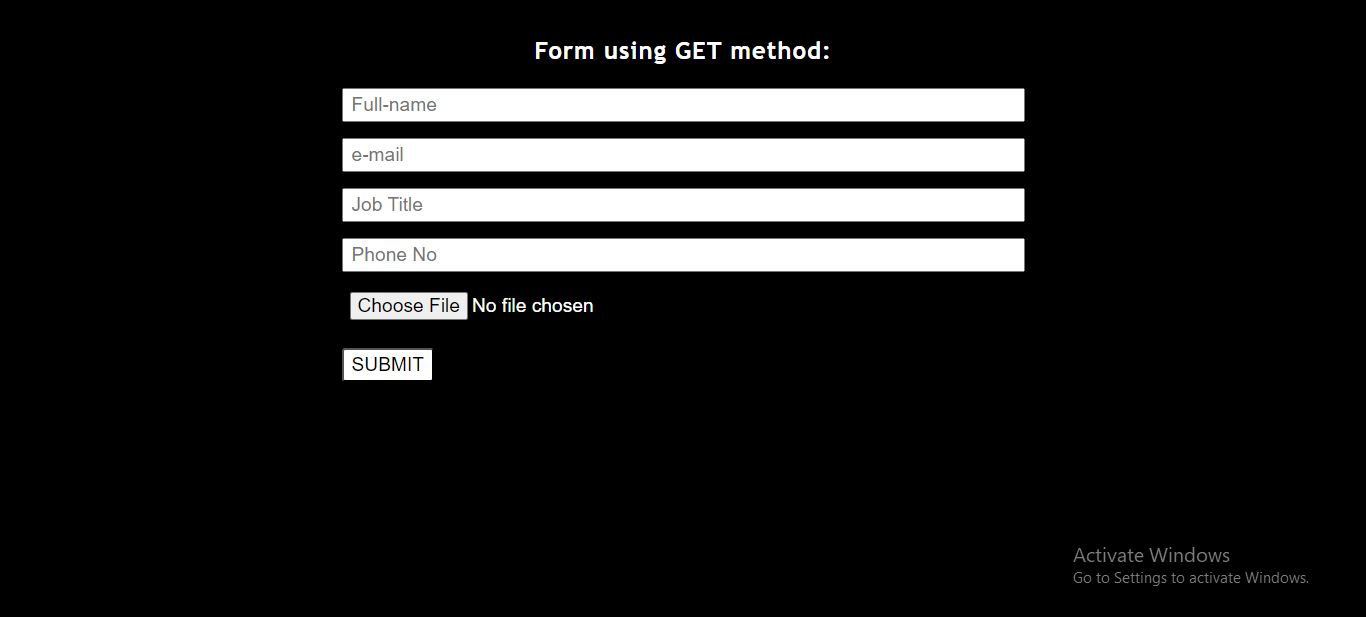 Form using GET method:
Full-name
e-mail
Job Title
Phone No
Choose File No file chosen
SUBMIT
Activate Windows
Go to Settings to activate Windows.